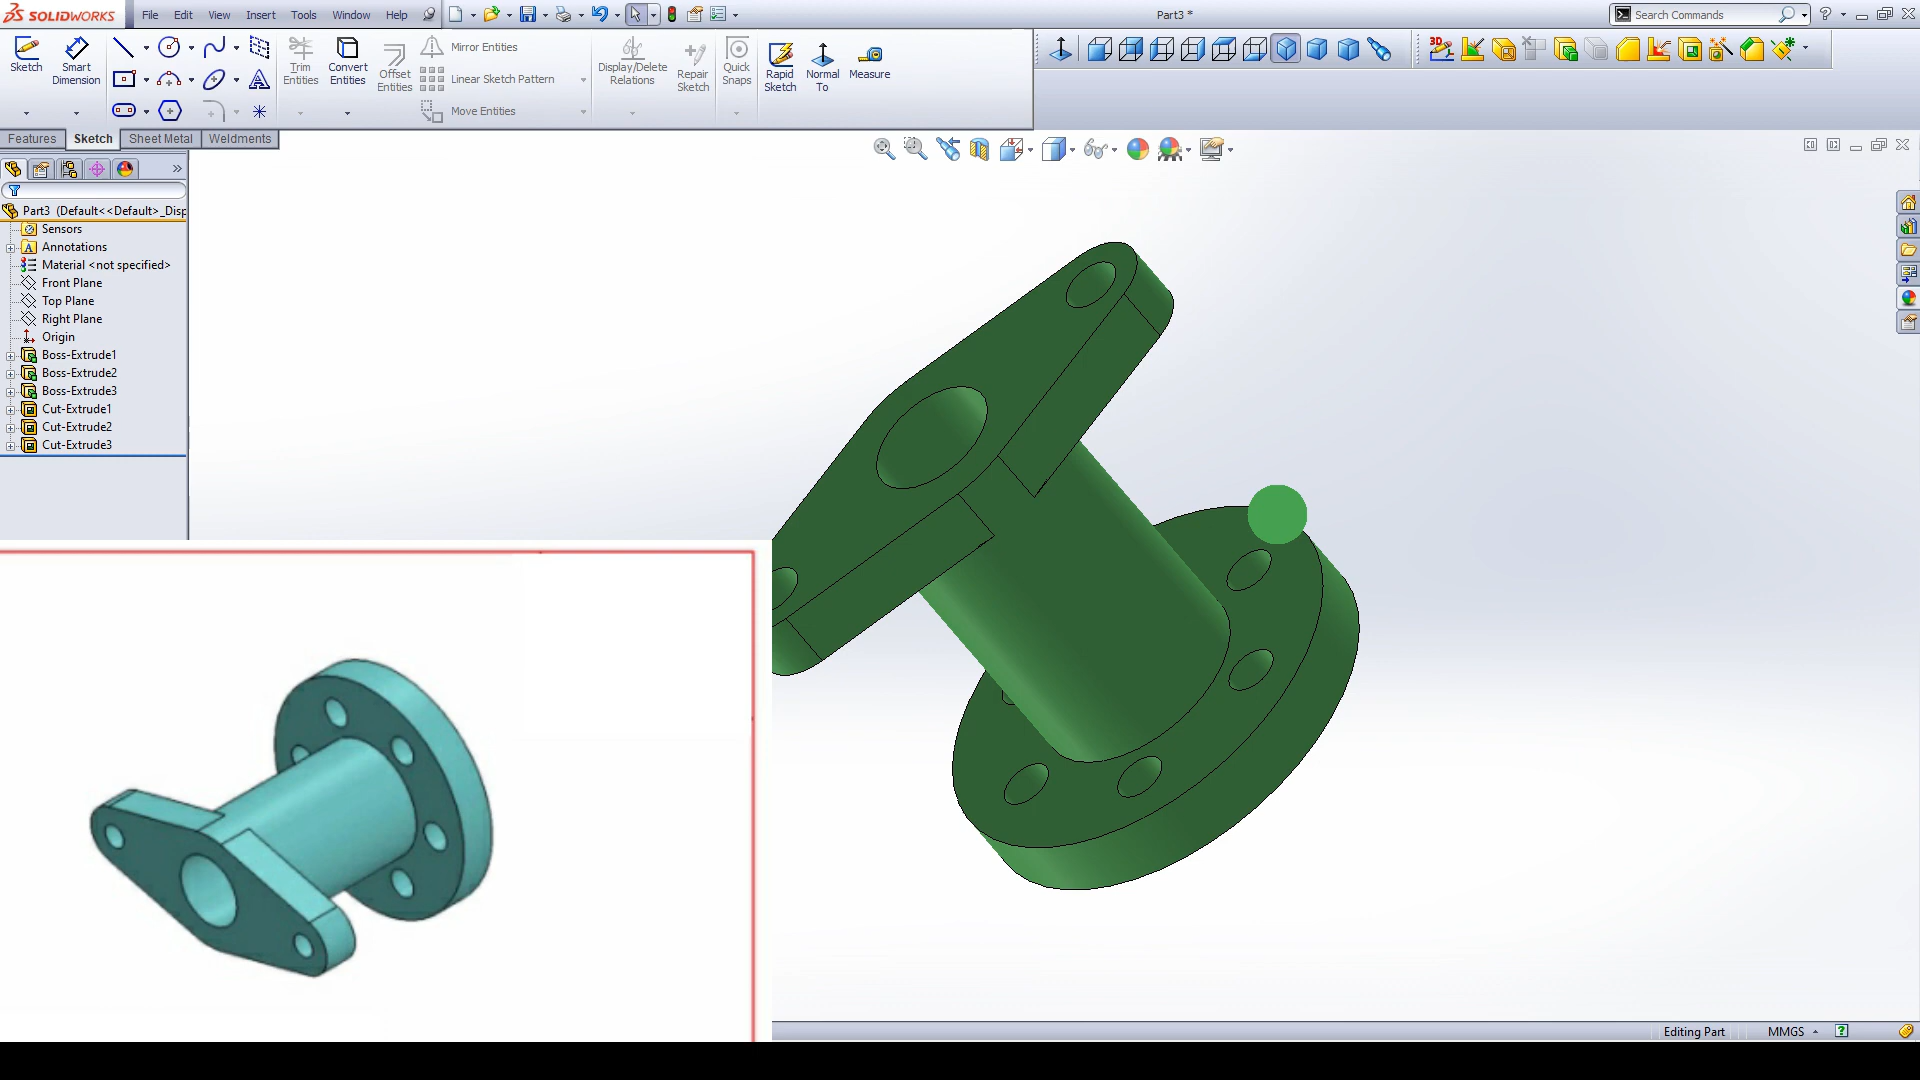 SOLIDWORKS File Edit View Insert Tools Window Help Part3 * Search Commands
Sketch Smart Dimension Trim Entities Convert Entities Offset Entities Mirror Entities Linear Sketch Pattern Move Entities Display/Delete Relations Repair Sketch Quick Snaps Rapid Sketch Normal To Measure
Features Sketch Sheet Metal Weldments
Part3 (Default<<Default>_Disp
Sensors
Annotations
Material <not specified>
Front Plane
Top Plane
Right Plane
Origin
Boss-Extrude1
Boss-Extrude2
Boss-Extrude3
Cut-Extrude1
Cut-Extrude2
Cut-Extrude3
Editing Part MMGS